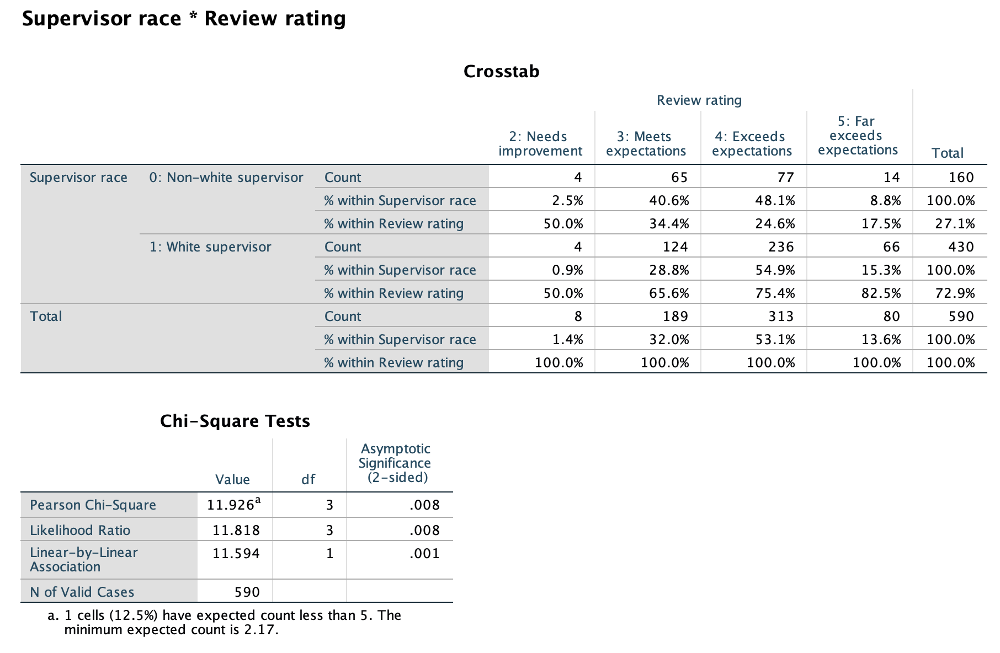 Supervisor race * Review rating
Crosstab
Review rating
2: Needs improvement 3: Meets expectations 4: Exceeds expectations 5: Far exceeds expectations Total
Supervisor race 0: Non-white supervisor Count 4 65 77 14 160
% within Supervisor race 2.5% 40.6% 48.1% 8.8% 100.0%
% within Review rating 50.0% 34.4% 24.6% 17.5% 27.1%
1: White supervisor Count 4 124 236 66 430
% within Supervisor race 0.9% 28.8% 54.9% 15.3% 100.0%
% within Review rating 50.0% 65.6% 75.4% 82.5% 72.9%
Total Count 8 189 313 80 590
% within Supervisor race 1.4% 32.0% 53.1% 13.6% 100.0%
% within Review rating 100.0% 100.0% 100.0% 100.0% 100.0%
Chi-Square Tests
Value df Asymptotic Significance (2-sided)
Pearson Chi-Square 11.926a 3 .008
Likelihood Ratio 11.818 3 .008
Linear-by-Linear Association 11.594 1 .001
N of Valid Cases 590
a. 1 cells (12.5%) have expected count less than 5. The
minimum expected count is 2.17.